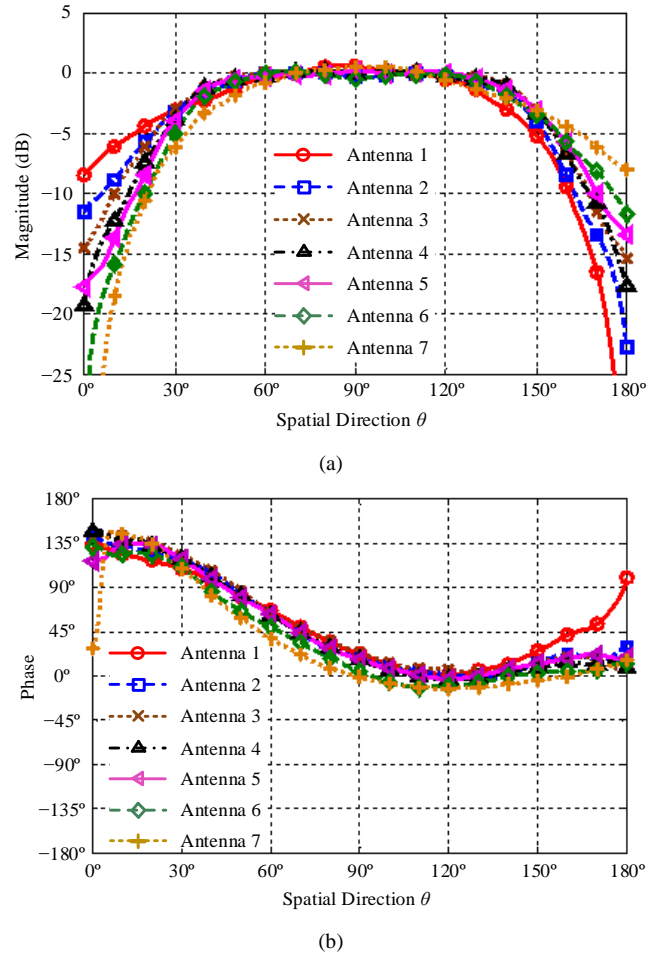 5
0
−5
−10
−15
−20
−25
Magnitude (dB)
Antenna 1
Antenna 2
Antenna 3
Antenna 4
Antenna 5
Antenna 6
Antenna 7
0º 30º 60º 90º 120º 150º 180º
Spatial Direction θ
(a)
180º
135º
90º
45º
0º
−45º
−90º
−135º
−180º
Phase
Antenna 1
Antenna 2
Antenna 3
Antenna 4
Antenna 5
Antenna 6
Antenna 7
0º 30º 60º 90º 120º 150º 180º
Spatial Direction θ
(b)